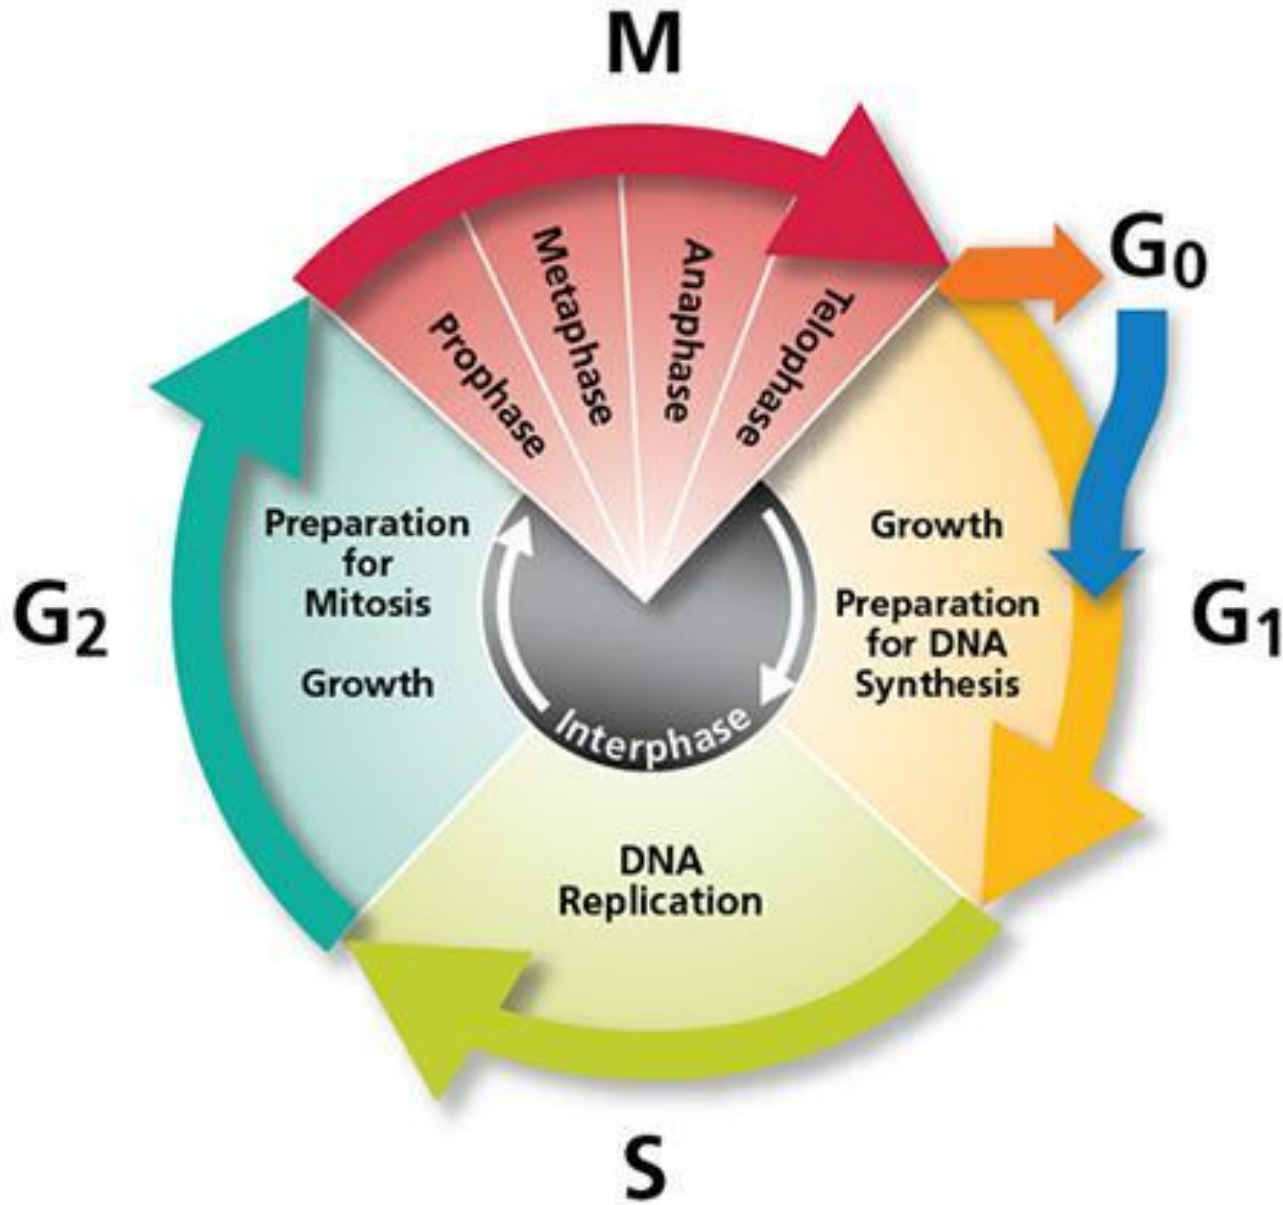 M
G0
Prophase
Metaphase
Anaphase
Telophase
Preparation
for
Mitosis
Growth
G2
Growth
Preparation
for DNA
Synthesis
G1
Interphase
DNA
Replication
S